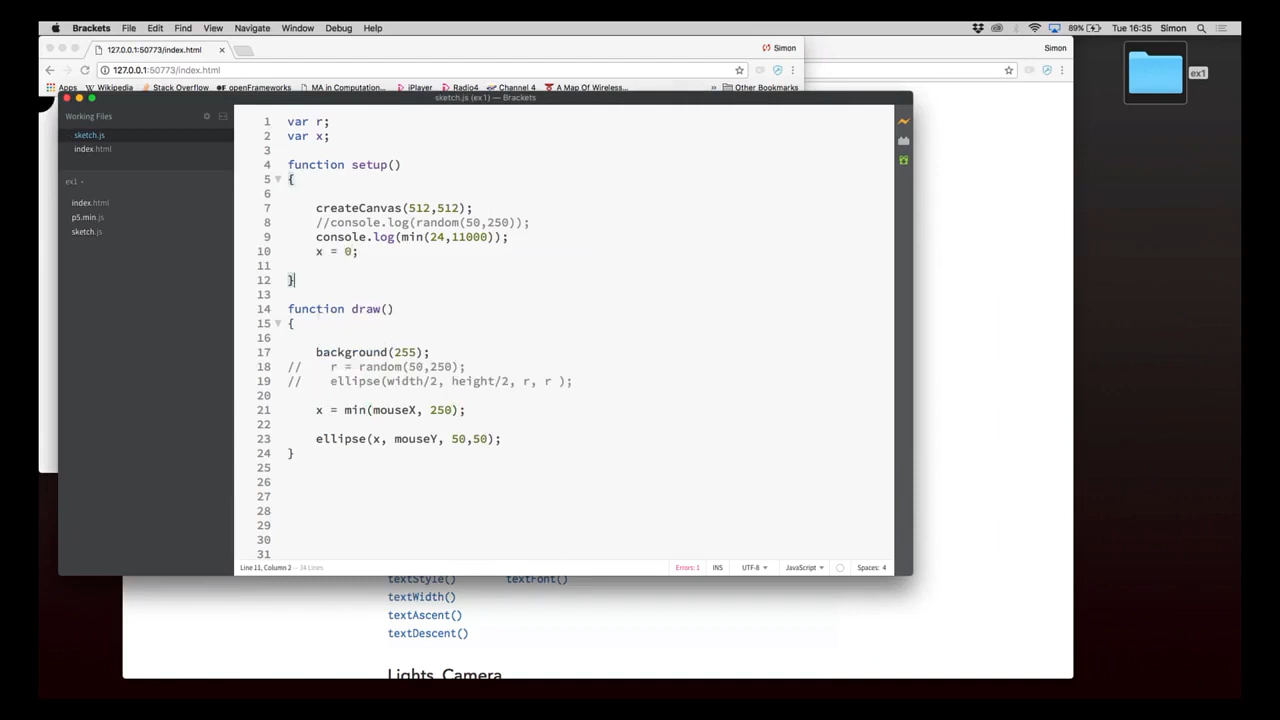 Brackets File Edit Find View Navigate Window Debug Help 89% Tue 16:35 Simon
127.0.0.1:50773/index.html Simon Simon
127.0.0.1:50773/index.html
Apps Wikipedia Stack Overflow openFrameworks MA in Computation... iPlayer Radio4 Channel 4 A Map Of Wireless... » Other Bookmarks
ex1
sketch.js (ex1) — Brackets
Working Files
sketch.js
index.html
ex1
index.html
p5.min.js
sketch.js
1 var r;
2 var x;
3
4 function setup()
5 {
6
7 createCanvas(512,512);
8 //console.log(random(50,250));
9 console.log(min(24,11000));
10 x = 0;
11
12 }
13
14 function draw()
15 {
16
17 background(255);
18 // r = random(50,250);
19 // ellipse(width/2, height/2, r, r );
20
21 x = min(mouseX, 250);
22
23 ellipse(x, mouseY, 50,50);
24 }
25
26
27
28
29
30
31
Line 11, Column 2 — 34 Lines Errors: 1 INS UTF-8 JavaScript Spaces: 4
textStyle() textFont()
textWidth()
textAscent()
textDescent()
Lights, Camera